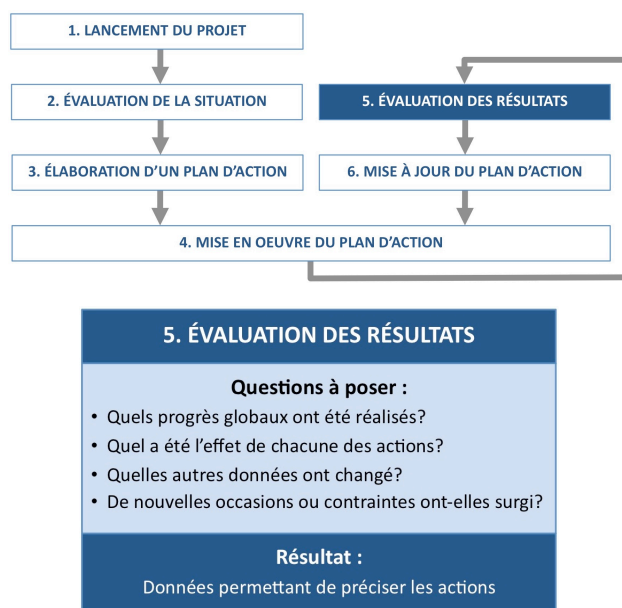 1. LANCEMENT DU PROJET
2. ÉVALUATION DE LA SITUATION
5. ÉVALUATION DES RÉSULTATS
3. ÉLABORATION D'UN PLAN D'ACTION
6. MISE À JOUR DU PLAN D'ACTION
4. MISE EN OEUVRE DU PLAN D'ACTION
5. ÉVALUATION DES RÉSULTATS
Questions à poser :
• Quels progrès globaux ont été réalisés?
• Quel a été l'effet de chacune des actions?
• Quelles autres données ont changé?
• De nouvelles occasions ou contraintes ont-elles surgi?
Résultat :
Données permettant de préciser les actions